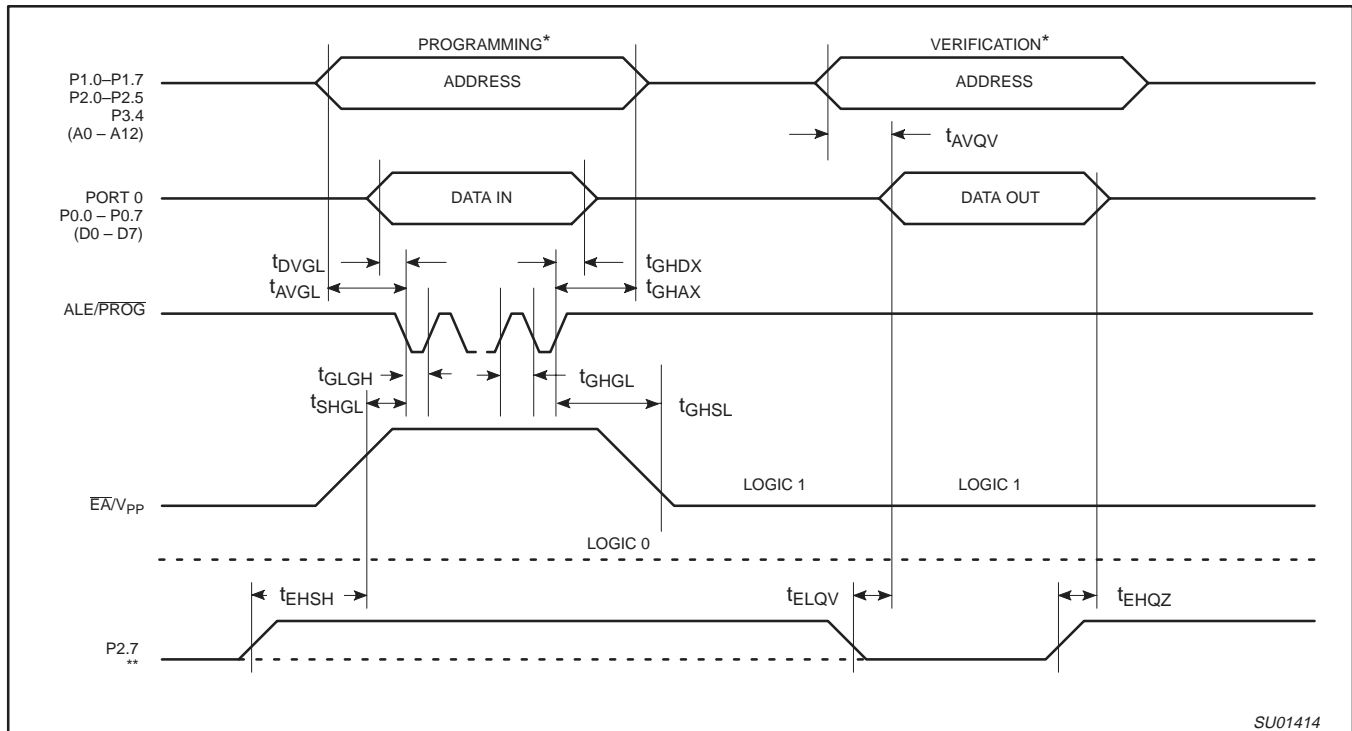 PROGRAMMING*
VERIFICATION*
P1.0–P1.7
P2.0–P2.5
P3.4
(A0 – A12)
ADDRESS
ADDRESS
tAVQV
PORT 0
P0.0 – P0.7
(D0 – D7)
DATA IN
DATA OUT
tDVGL
tGHDX
tAVGL
tGHAX
ALE/PROG
tGLGH
tGHGL
tSHGL
tGHSL
EA/VPP
LOGIC 1
LOGIC 1
LOGIC 0
tEHSH
tELQV
tEHQZ
P2.7
**
SU01414